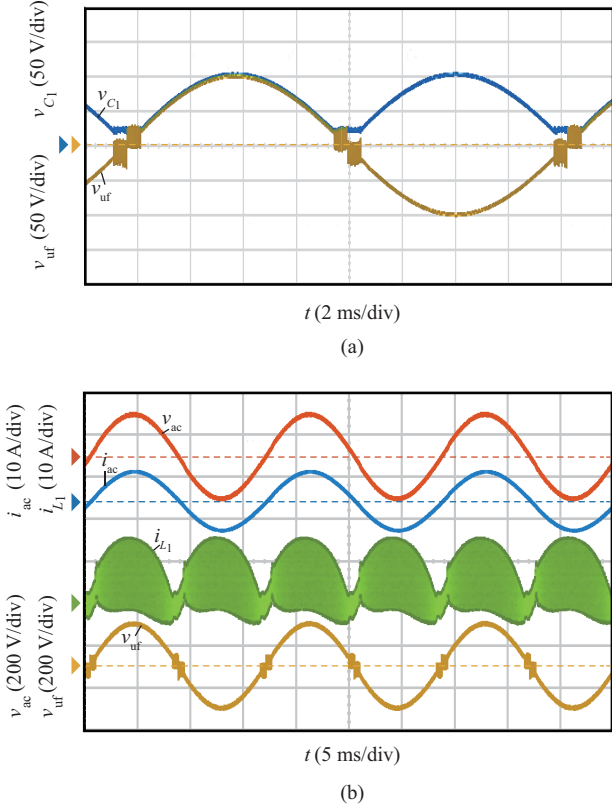 v_C1 (50 V/div)
v_uf (50 V/div)
v_C1
v_uf
t (2 ms/div)
(a)
i_ac (10 A/div)
i_L1 (10 A/div)
v_ac (200 V/div)
v_uf (200 V/div)
v_ac
i_ac
i_L1
v_uf
t (5 ms/div)
(b)